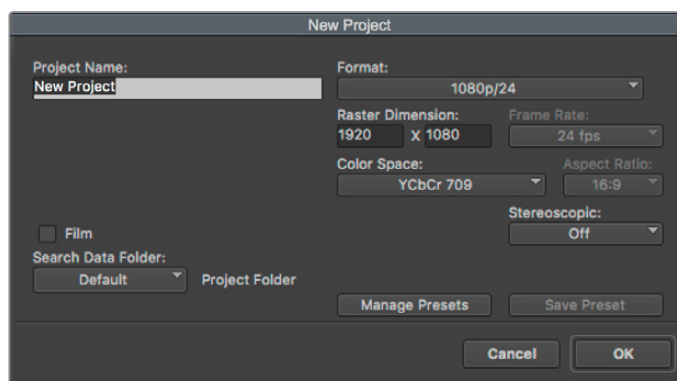 New Project
Project Name:
New Project
Format:
1080p/24
Raster Dimension:
1920 X 1080
Frame Rate:
24 fps
Color Space:
YCbCr 709
Aspect Ratio:
16:9
Stereoscopic:
Off
Film
Search Data Folder:
Default
Project Folder
Manage Presets
Save Preset
Cancel
OK